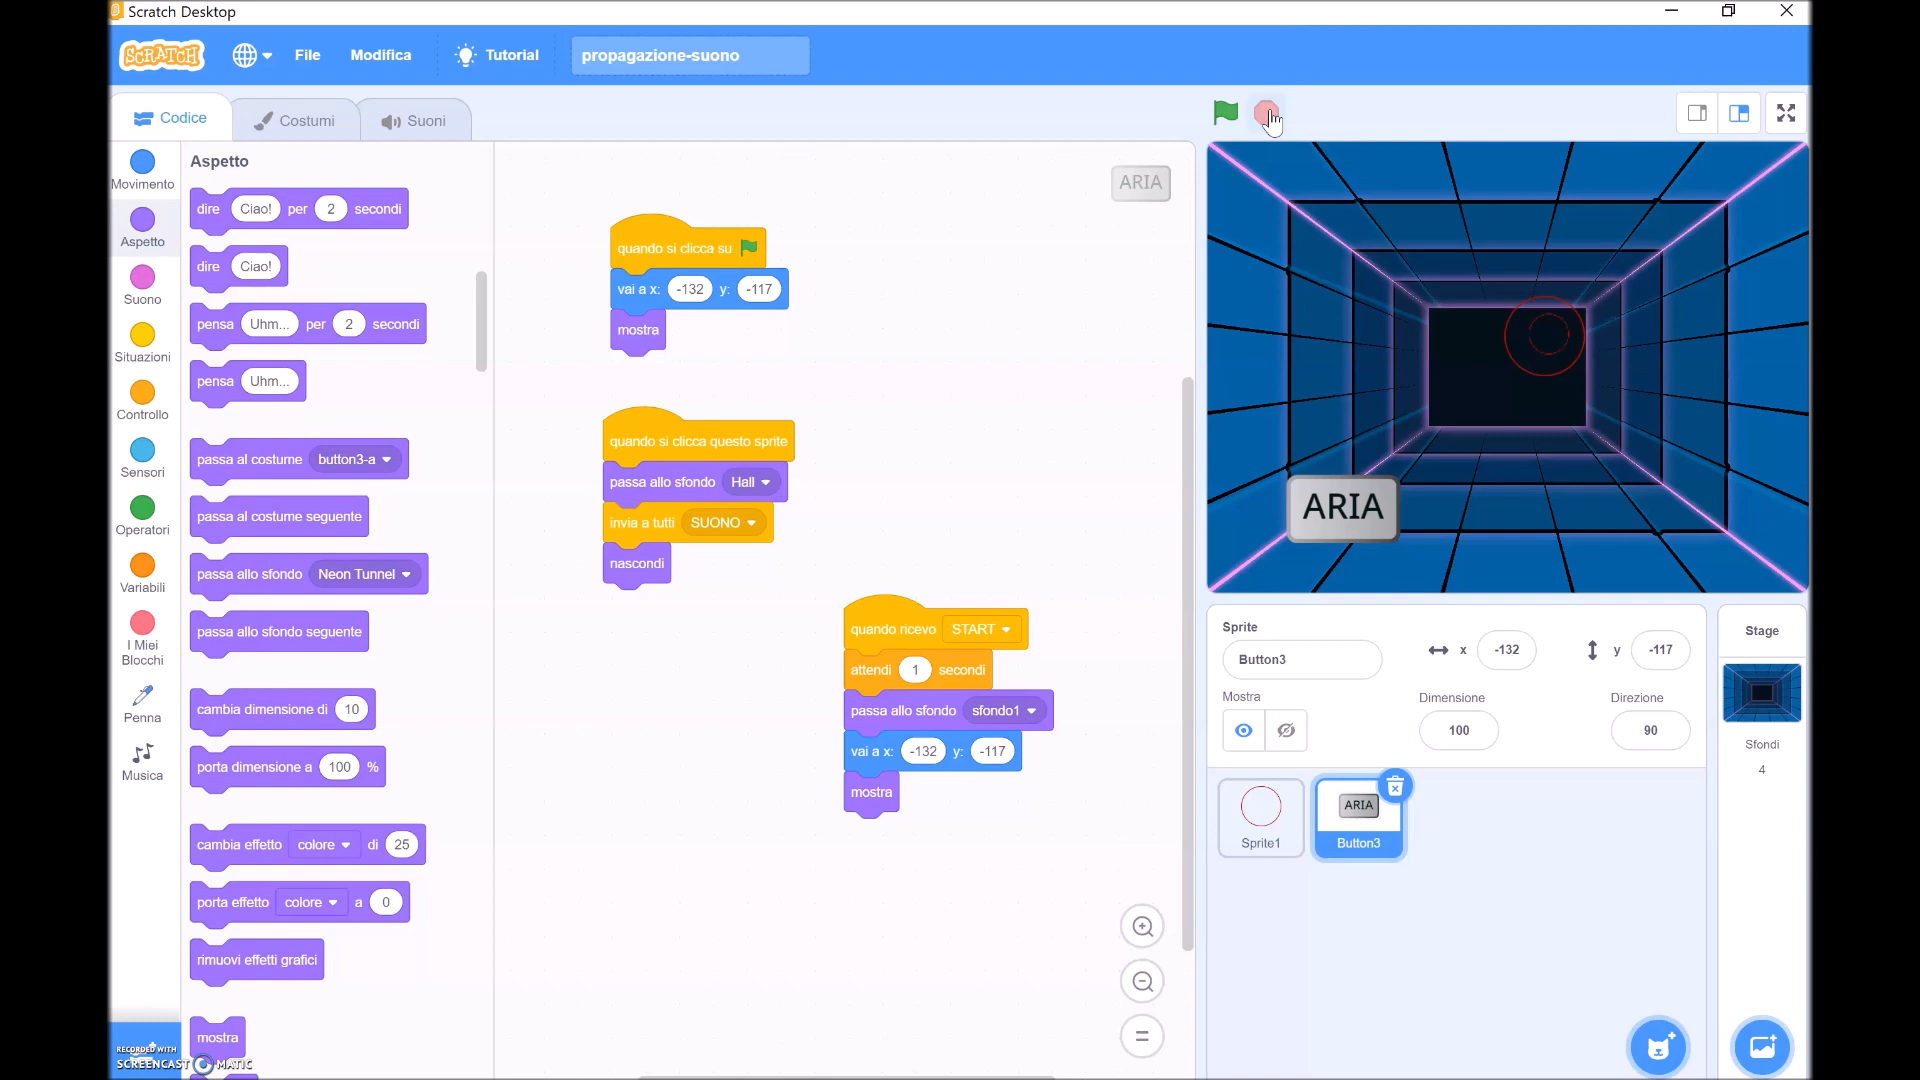 Scratch Desktop
SCRATCH
File
Modifica
Tutorial
propagazione-suono
Codice
Costumi
Suoni
Movimento
Aspetto
Suono
Situazioni
Controllo
Sensori
Operatori
Variabili
I Miei
Blocchi
Penna
Musica
Aspetto
dire Ciao! per 2 secondi
dire Ciao!
pensa Uhm... per 2 secondi
pensa Uhm...
passa al costume button3-a
passa al costume seguente
passa allo sfondo Neon Tunnel
passa allo sfondo seguente
cambia dimensione di 10
porta dimensione a 100 %
cambia effetto colore di 25
porta effetto colore a 0
rimuovi effetti grafici
mostra
RECORDED WITH
SCREENCAST MATIC
ARIA
quando si clicca su
vai a x: -132 y: -117
mostra
quando si clicca questo sprite
passa allo sfondo Hall
invia a tutti SUONO
nascondi
quando ricevo START
attendi 1 secondi
passa allo sfondo sfondo1
vai a x: -132 y: -117
mostra
ARIA
Sprite
Button3
x -132
y -117
Mostra
Dimensione
100
Direzione
90
Sprite1
ARIA
Button3
Stage
Sfondi
4